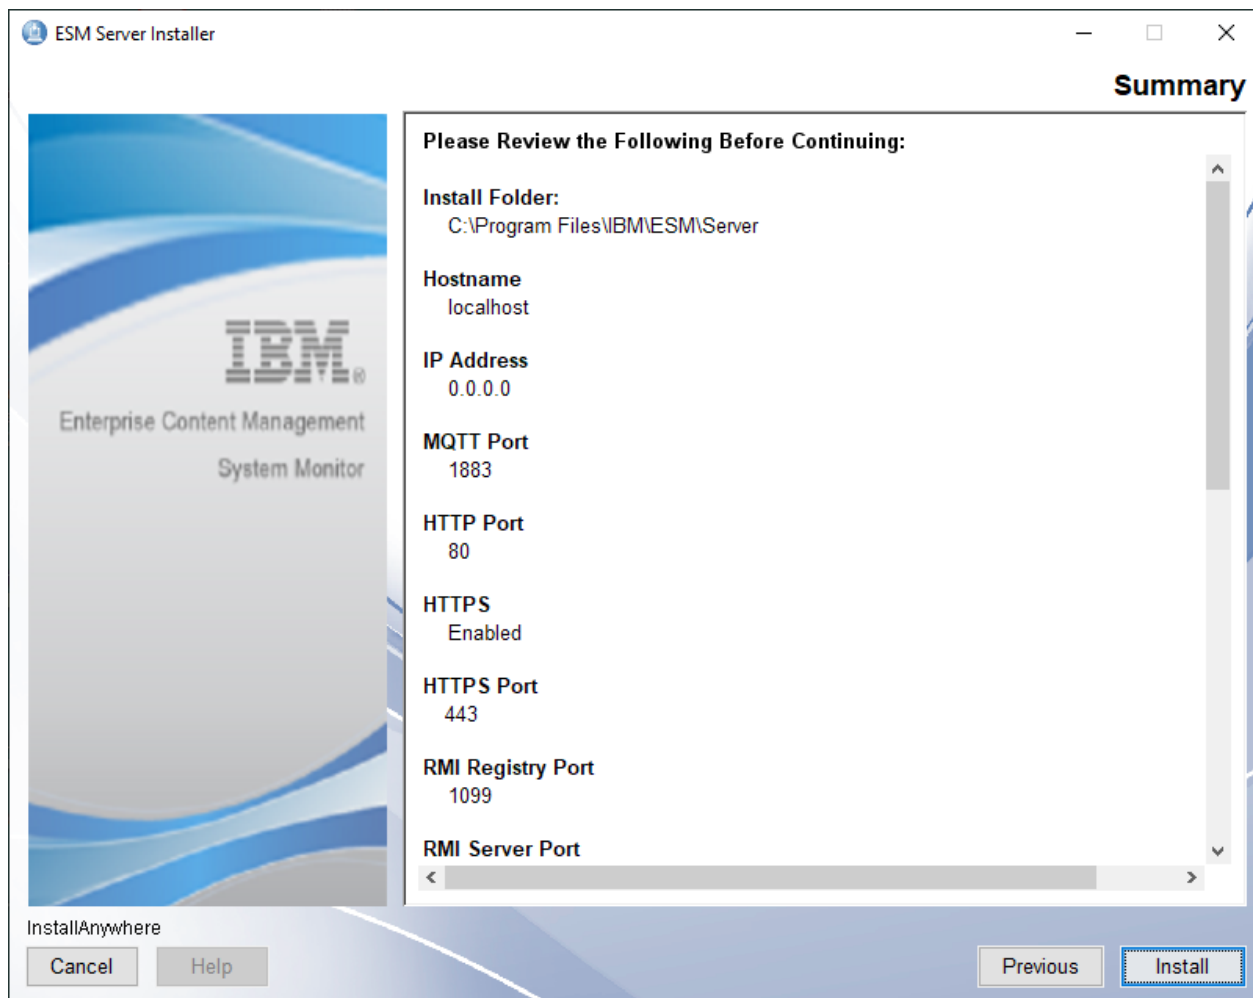 ESM Server Installer
Summary
IBM®
Enterprise Content Management
System Monitor
Please Review the Following Before Continuing:
Install Folder:
C:\Program Files\IBM\ESM\Server
Hostname
localhost
IP Address
0.0.0.0
MQTT Port
1883
HTTP Port
80
HTTPS
Enabled
HTTPS Port
443
RMI Registry Port
1099
RMI Server Port
InstallAnywhere
Cancel
Help
Previous
Install